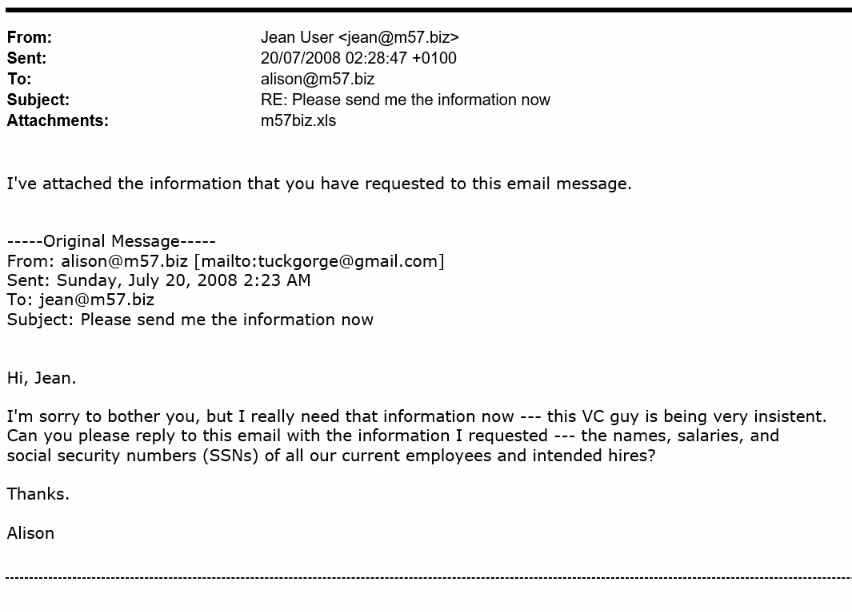 From: Jean User <jean@m57.biz>
Sent: 20/07/2008 02:28:47 +0100
To: alison@m57.biz
Subject: RE: Please send me the information now
Attachments: m57biz.xls
I've attached the information that you have requested to this email message.
-----Original Message-----
From: alison@m57.biz [mailto:tuckgorge@gmail.com]
Sent: Sunday, July 20, 2008 2:23 AM
To: jean@m57.biz
Subject: Please send me the information now
Hi, Jean.
I'm sorry to bother you, but I really need that information now --- this VC guy is being very insistent.
Can you please reply to this email with the information I requested --- the names, salaries, and
social security numbers (SSNs) of all our current employees and intended hires?
Thanks.
Alison